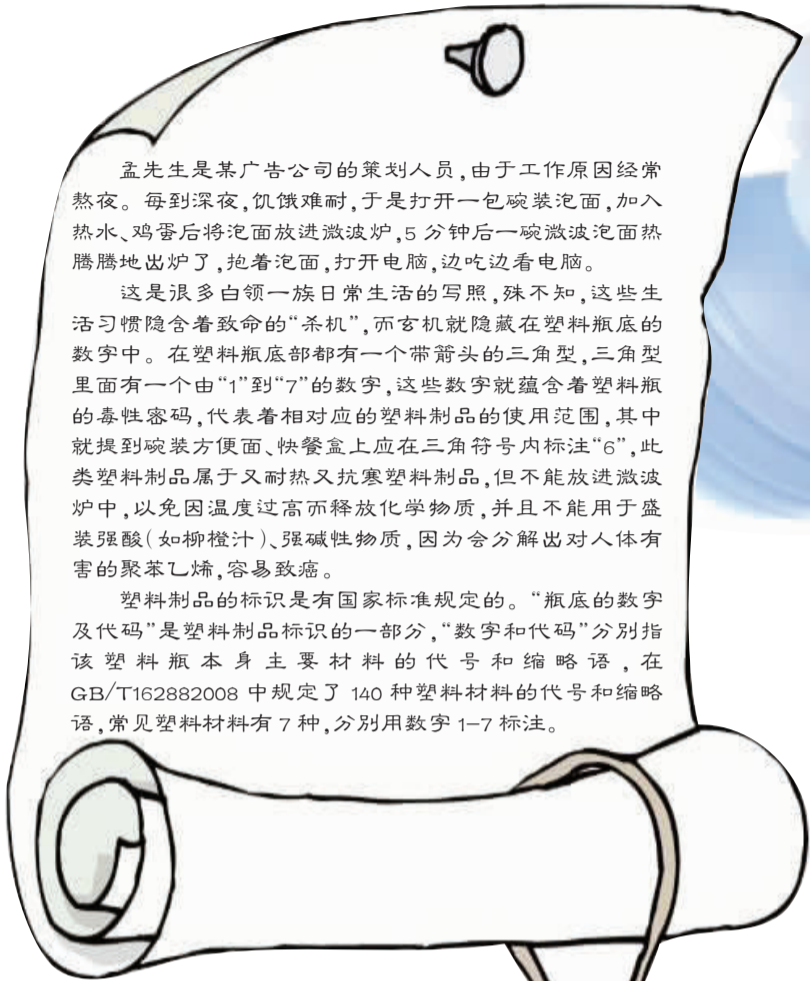 孟先生是某广告公司的策划人员,由于工作原因经常
熬夜。每到深夜,饥饿难耐,于是打开一包碗装泡面,加入
热水、鸡蛋后将泡面放进微波炉,5 分钟后一碗微波泡面热
腾腾地出炉了,抱着泡面,打开电脑,边吃边看电脑。
这是很多白领一族日常生活的写照,殊不知,这些生
活习惯隐含着致命的“杀机”,而玄机就隐藏在塑料瓶底的
数字中。在塑料瓶底部都有一个带箭头的三角型,三角型
里面有一个由“1”到“7”的数字,这些数字就蕴含着塑料瓶
的毒性密码,代表着相对应的塑料制品的使用范围,其中
就提到碗装方便面、快餐盒上应在三角符号内标注“6”,此
类塑料制品属于又耐热又抗寒塑料制品,但不能放进微波
炉中,以免因温度过高而释放化学物质,并且不能用于盛
装强酸(如柳橙汁)、强碱性物质,因为会分解出对人体有
害的聚苯乙烯,容易致癌。
塑料制品的标识是有国家标准规定的。“瓶底的数字
及代码”是塑料制品标识的一部分,“数字和代码”分别指
该塑料瓶本身主要材料的代号和缩略语,在
GB/T162882008 中规定了 140 种塑料材料的代号和缩略
语,常见塑料材料有 7 种,分别用数字 1-7 标注。